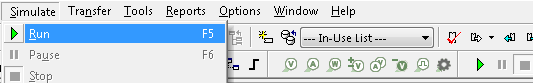 Simulate Transfer Tools Reports Options Window Help
Run F5
--- In-Use List ---
Pause F6
Stop